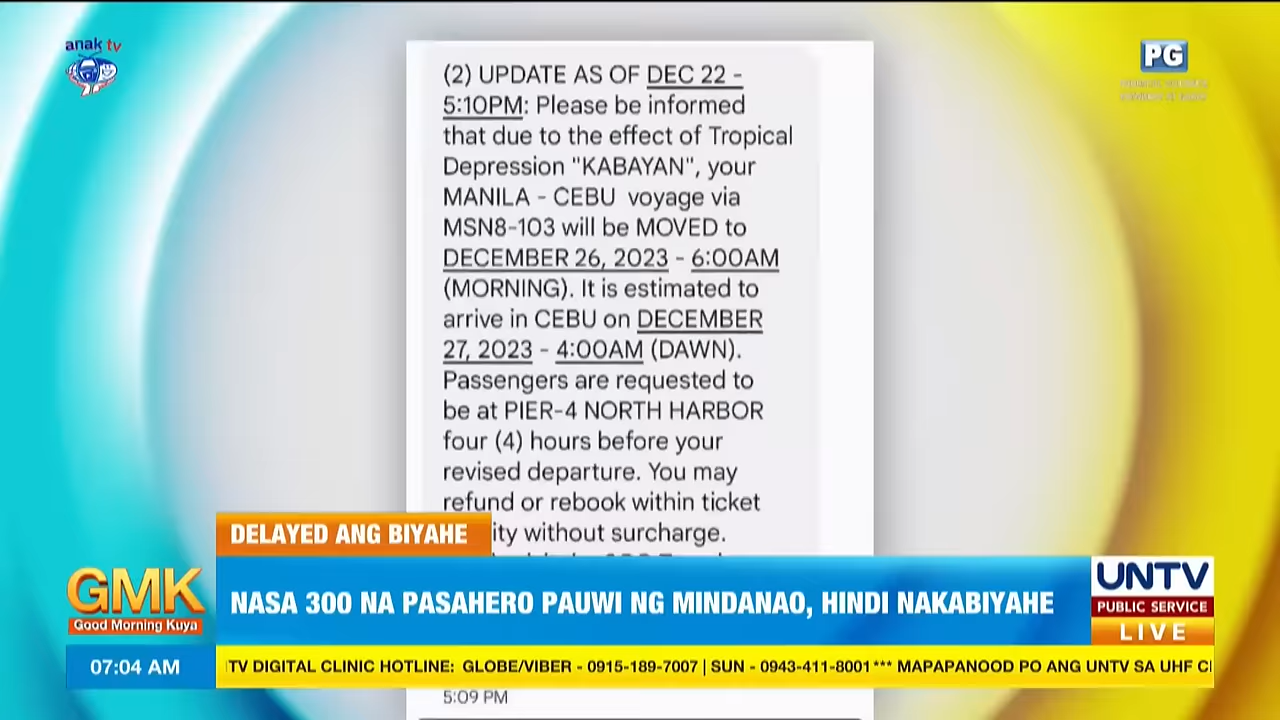 anak tv
PG
(2) UPDATE AS OF DEC 22 -
5:10PM: Please be informed
that due to the effect of Tropical
Depression "KABAYAN", your
MANILA - CEBU voyage via
MSN8-103 will be MOVED to
DECEMBER 26, 2023 - 6:00AM
(MORNING). It is estimated to
arrive in CEBU on DECEMBER
27, 2023 - 4:00AM (DAWN).
Passengers are requested to
be at PIER-4 NORTH HARBOR
four (4) hours before your
revised departure. You may
refund or rebook within ticket
ity without surcharge.
DELAYED ANG BIYAHE
GMK
Good Morning Kuya
NASA 300 NA PASAHERO PAUWI NG MINDANAO, HINDI NAKABIYAHE
UNTV
PUBLIC SERVICE
LIVE
07:04 AM
TV DIGITAL CLINIC HOTLINE: GLOBE/VIBER - 0915-189-7007 | SUN - 0943-411-8001*** MAPAPANOOD PO ANG UNTV SA UHF C
5:09 PM